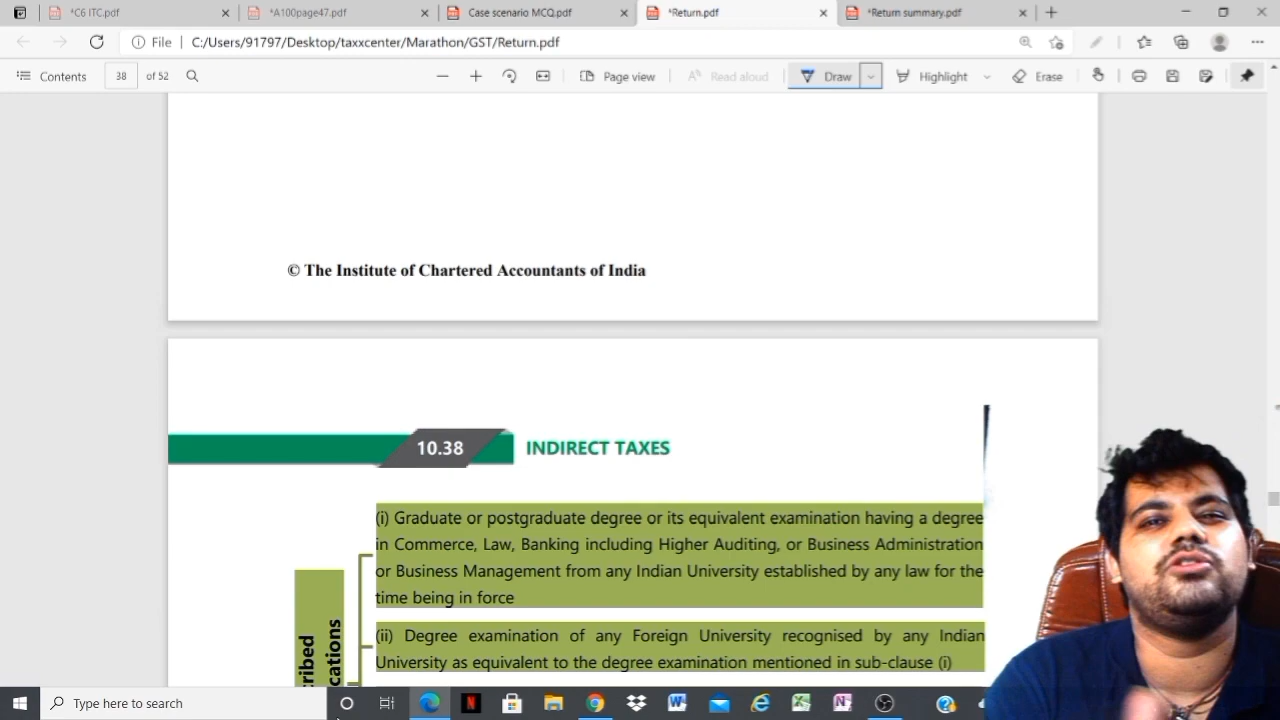 *C6 ITC.pdf
*A100page47.pdf
Case scenario MCQ.pdf
*Return.pdf
*Return summary.pdf
File
C:/Users/91797/Desktop/taxxcenter/Marathon/GST/Return.pdf
Contents
38
of 52
Page view
Read aloud
Draw
Highlight
Erase
© The Institute of Chartered Accountants of India
10.38
INDIRECT TAXES
(i) Graduate or postgraduate degree or its equivalent examination having a degree
in Commerce, Law, Banking including Higher Auditing, or Business Administration
or Business Management from any Indian University established by any law for the
time being in force
(ii) Degree examination of any Foreign University recognised by any Indian
University as equivalent to the degree examination mentioned in sub-clause (i)
Type here to search